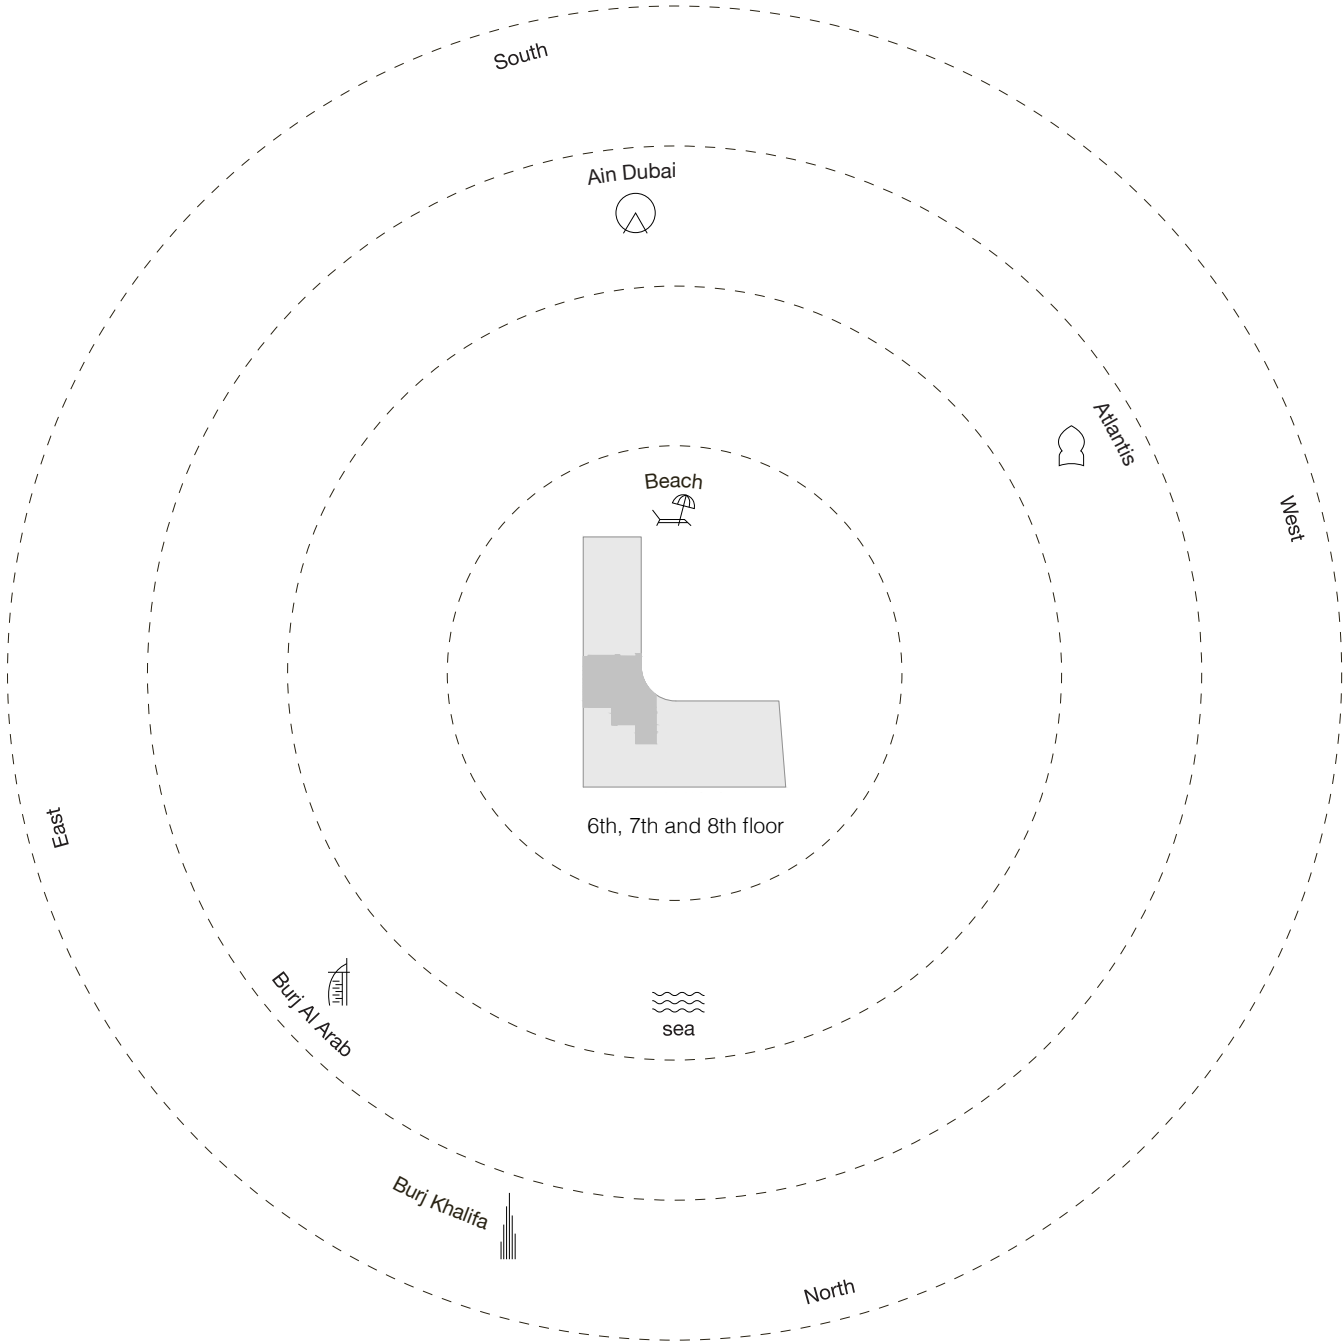 South
Ain Dubai
Atlantis
Beach
West
6th, 7th and 8th floor
East
Burj Al Arab
sea
Burj Khalifa
North